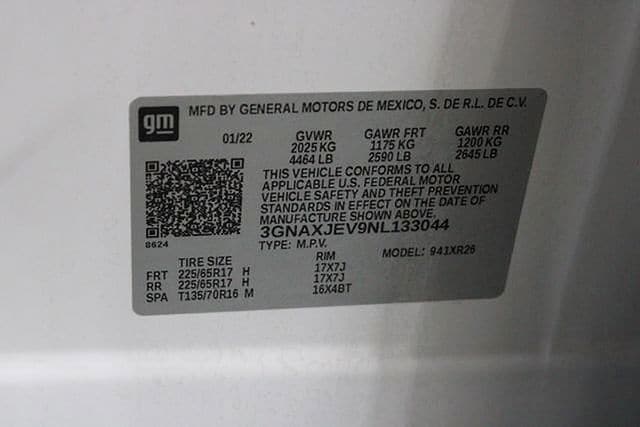 gm
MFD BY GENERAL MOTORS DE MEXICO, S. DE R.L. DE C.V.
01/22 GVWR GAWR FRT GAWR RR
2025 KG 1175 KG 1200 KG
4464 LB 2590 LB 2645 LB
THIS VEHICLE CONFORMS TO ALL
APPLICABLE U.S. FEDERAL MOTOR
VEHICLE SAFETY AND THEFT PREVENTION
STANDARDS IN EFFECT ON THE DATE OF
MANUFACTURE SHOWN ABOVE.
3GNAXJEV9NL133044
8624
TYPE: M.P.V. MODEL: 941XR26
TIRE SIZE RIM
FRT 225/65R17 H 17X7J
RR 225/65R17 H 17X7J
SPA T135/70R16 M 16X4BT